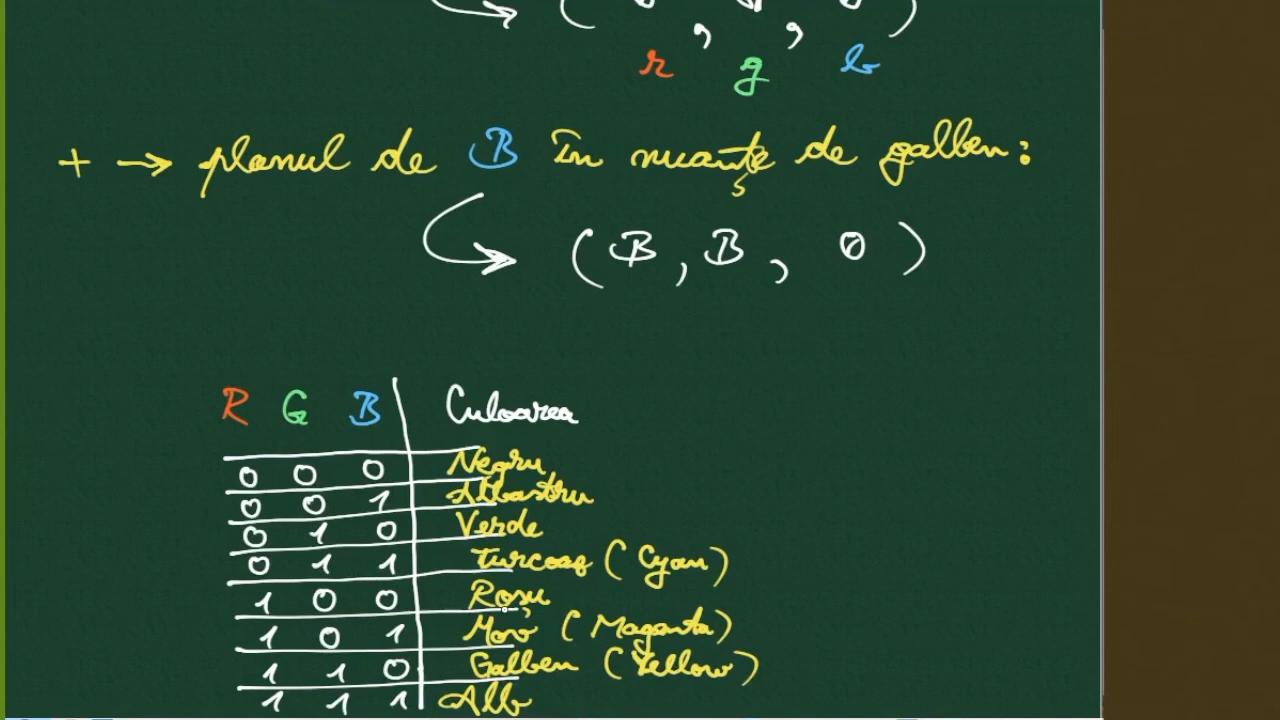 r , g , b
+ → planul de B în nuanțe de galben:
(B, B, 0)
R G B Culoarea
0 0 0 Negru
0 0 1 Albastru
0 1 0 Verde
0 1 1 Turcoaz (Cyan)
1 0 0 Roșu
1 0 1 Mov (Magenta)
1 1 0 Galben (Yellow)
1 1 1 Alb